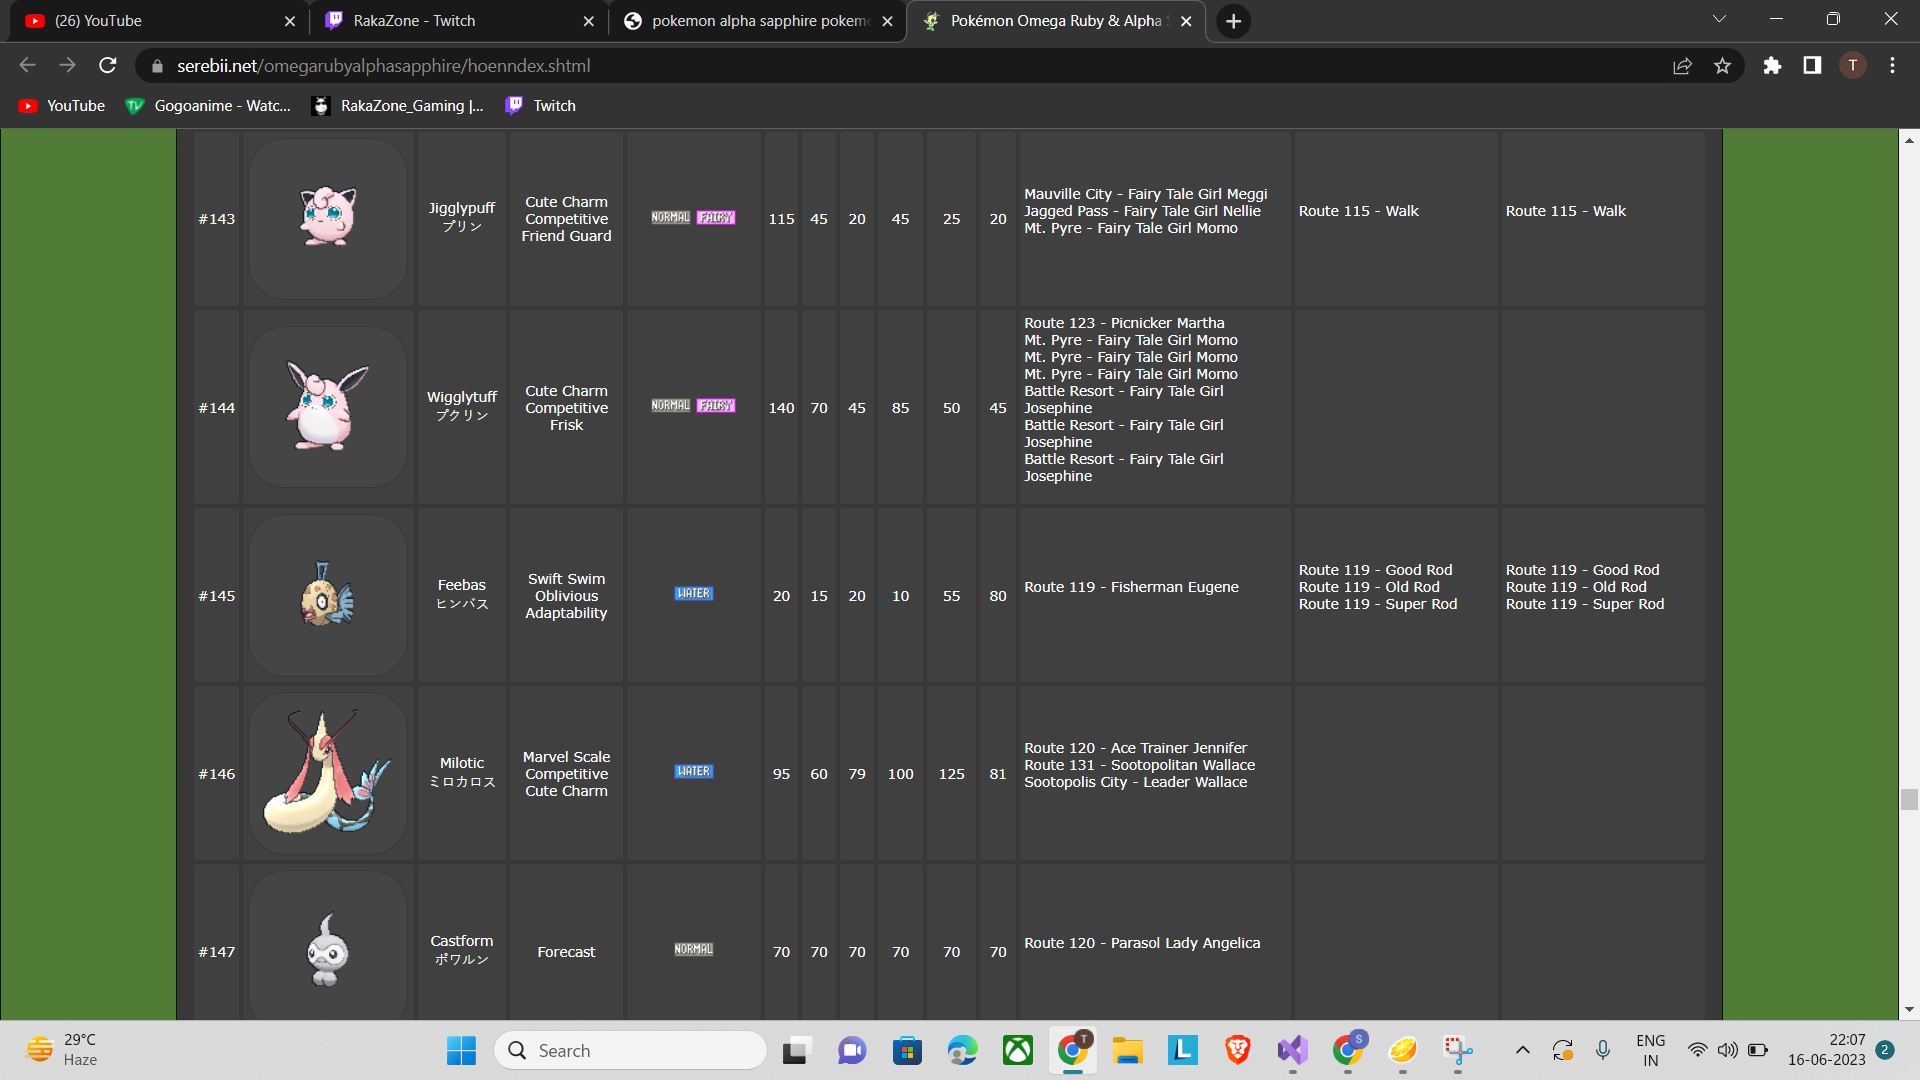 (26) YouTube
RakaZone - Twitch
pokemon alpha sapphire pokem
Pokémon Omega Ruby & Alpha S
serebii.net/omegarubyalphasapphire/hoenndex.shtml
T
YouTube
Gogoanime - Watc...
RakaZone_Gaming |...
Twitch
#143
Jigglypuff
プリン
Cute Charm
Competitive
Friend Guard
NORMAL FAIRY
115 45 20 45 25 20
Mauville City - Fairy Tale Girl Meggi
Jagged Pass - Fairy Tale Girl Nellie
Mt. Pyre - Fairy Tale Girl Momo
Route 115 - Walk
Route 115 - Walk
#144
Wigglytuff
プクリン
Cute Charm
Competitive
Frisk
NORMAL FAIRY
140 70 45 85 50 45
Route 123 - Picnicker Martha
Mt. Pyre - Fairy Tale Girl Momo
Mt. Pyre - Fairy Tale Girl Momo
Mt. Pyre - Fairy Tale Girl Momo
Battle Resort - Fairy Tale Girl
Josephine
Battle Resort - Fairy Tale Girl
Josephine
Battle Resort - Fairy Tale Girl
Josephine
#145
Feebas
ヒンバス
Swift Swim
Oblivious
Adaptability
WATER
20 15 20 10 55 80
Route 119 - Fisherman Eugene
Route 119 - Good Rod
Route 119 - Old Rod
Route 119 - Super Rod
Route 119 - Good Rod
Route 119 - Old Rod
Route 119 - Super Rod
#146
Milotic
ミロカロス
Marvel Scale
Competitive
Cute Charm
WATER
95 60 79 100 125 81
Route 120 - Ace Trainer Jennifer
Route 131 - Sootopolitan Wallace
Sootopolis City - Leader Wallace
#147
Castform
ポワルン
Forecast
NORMAL
70 70 70 70 70 70
Route 120 - Parasol Lady Angelica
29°C
Haze
Search
T
L
S
ENG
IN
22:07
16-06-2023
2